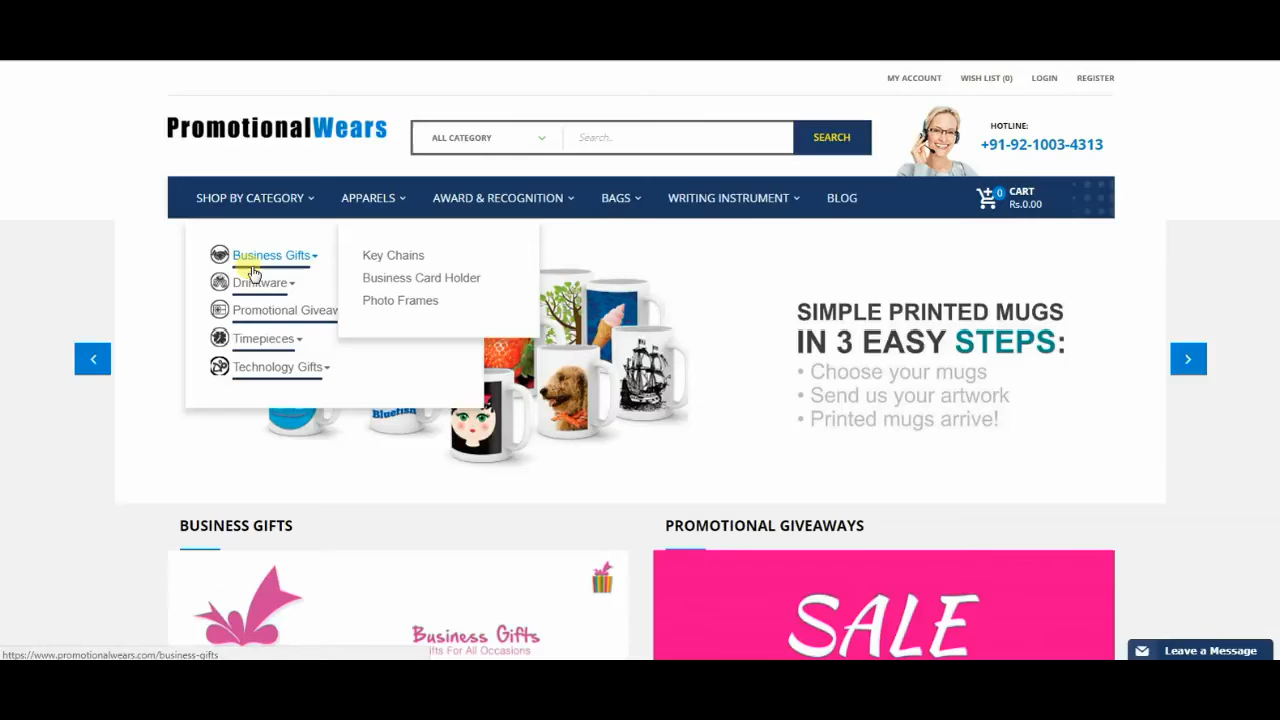 MY ACCOUNT WISH LIST (0) LOGIN REGISTER
PromotionalWears
ALL CATEGORY Search.. SEARCH
HOTLINE:
+91-92-1003-4313
SHOP BY CATEGORY APPARELS AWARD & RECOGNITION BAGS WRITING INSTRUMENT BLOG
0 CART
Rs.0.00
Business Gifts
Drinkware
Promotional Giveaw
Timepieces
Technology Gifts
Key Chains
Business Card Holder
Photo Frames
Bluefish
SIMPLE PRINTED MUGS
IN 3 EASY STEPS:
• Choose your mugs
• Send us your artwork
• Printed mugs arrive!
BUSINESS GIFTS
PROMOTIONAL GIVEAWAYS
Business Gifts
Gifts For All Occasions
SALE
https://www.promotionalwears.com/business-gifts
Leave a Message